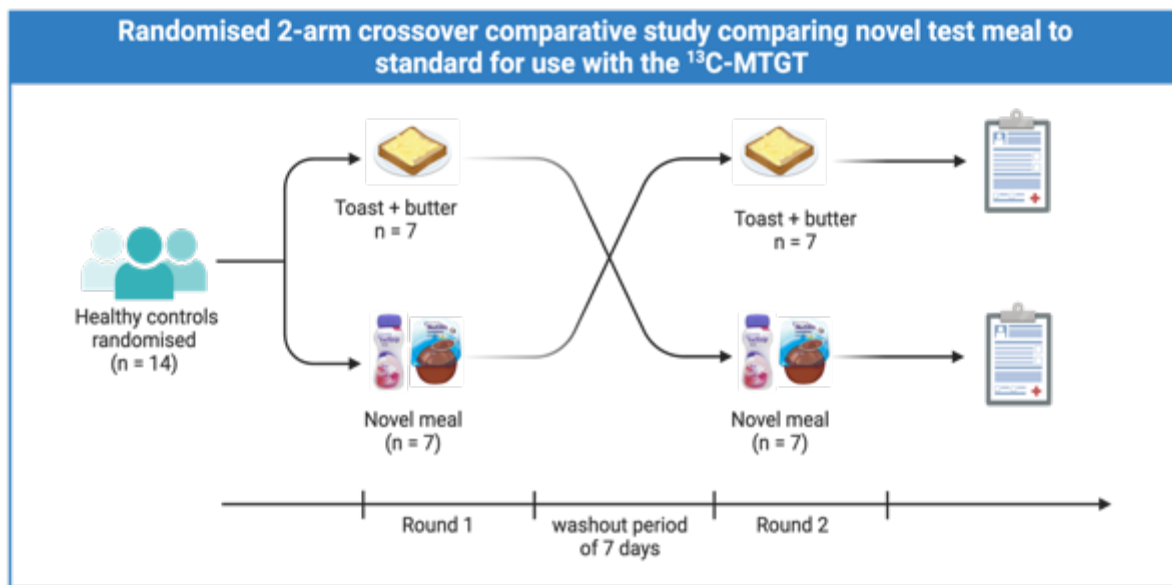 Randomised 2-arm crossover comparative study comparing novel test meal to
standard for use with the ¹³C-MTGT
Toast + butter
n = 7
Toast + butter
n = 7
Healthy controls
randomised
(n = 14)
Novel meal
(n = 7)
Novel meal
(n = 7)
Round 1
washout period
of 7 days
Round 2